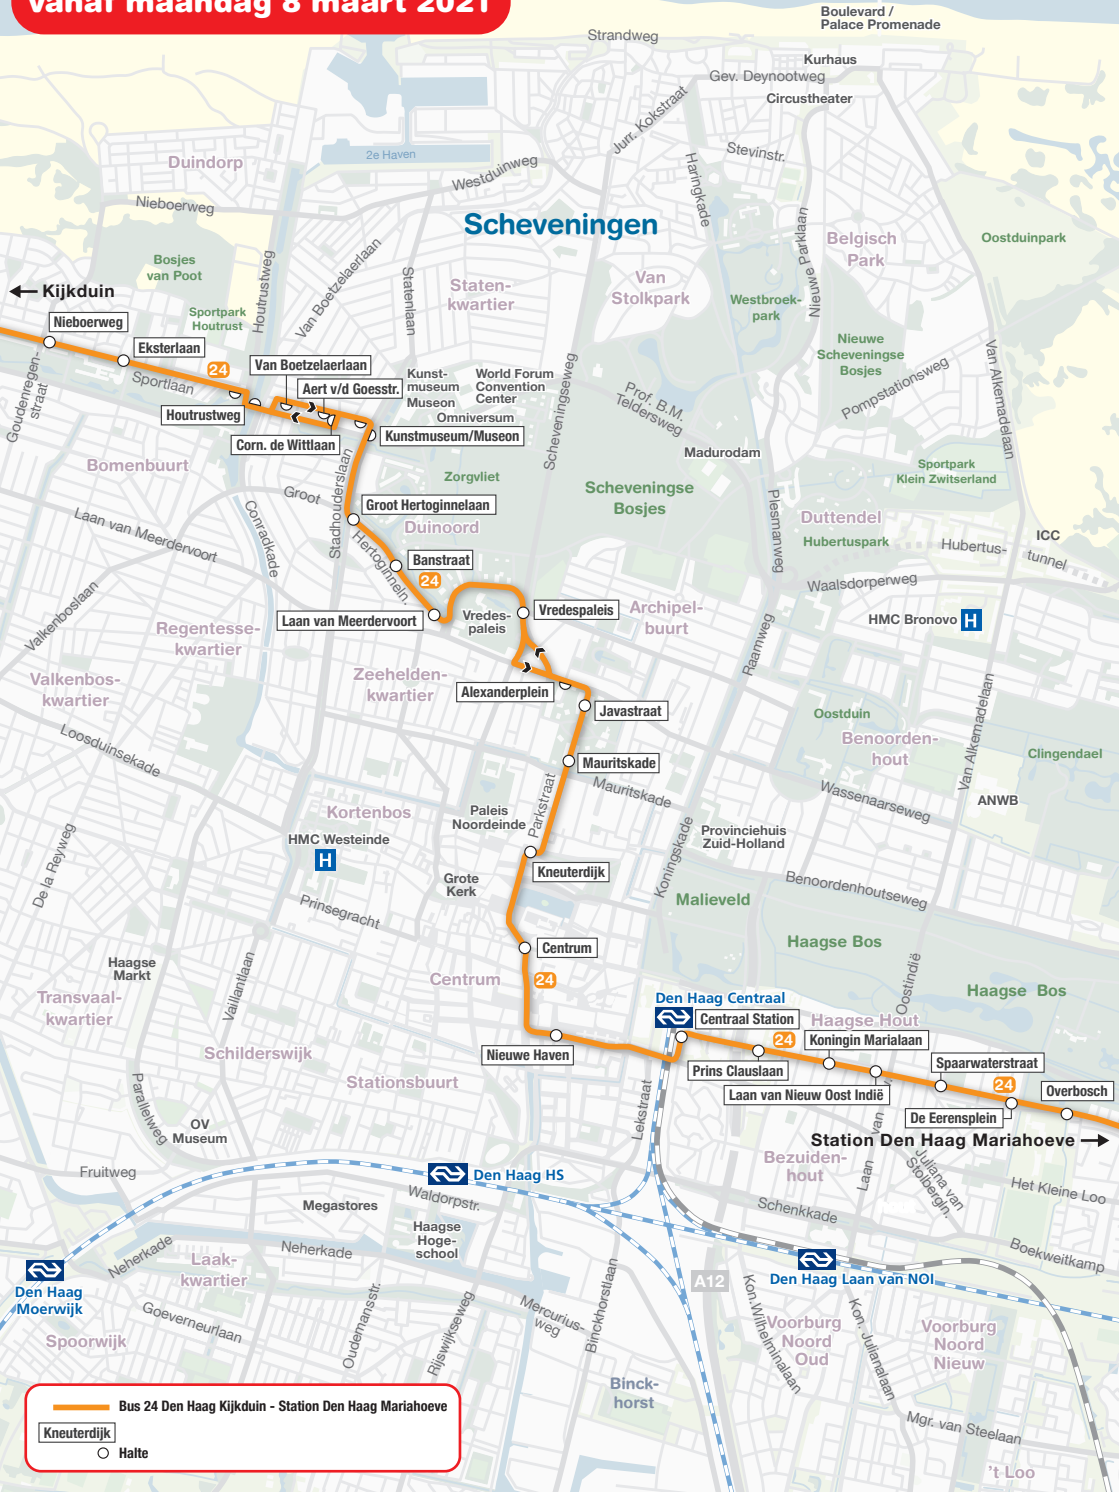 vanaf maandag 8 maart 2021
Boulevard /
Palace Promenade
Strandweg
Kurhaus
Gev. Deynootweg
Circustheater
Jurr. Kokstraat
2e Haven
Duindorp
Westduinweg
Stevinstr.
Haringkade
Nieboerweg
Scheveningen
Nieuwe Parklaan
Belgisch
Park
Oostduinpark
Bosjes
van Poot
Houtrustweg
Van Boetzelaerlaan
Statenlaan
Staten-
kwartier
Van
Stolkpark
Westbroek-
park
Kijkduin
Sportpark
Houtrust
Nieboerweg
Eksterlaan
24
Sportlaan
Goudenregen-
straat
Van Boetzelaerlaan
Aert v/d Goesstr.
Houtrustweg
Corn. de Wittlaan
Kunst-
museum
Museon
World Forum
Convention
Center
Omniversum
Kunstmuseum/Museon
Scheveningseweg
Prof. B.M.
Teldersweg
Madurodam
Nieuwe
Scheveningse
Bosjes
Pompstationsweg
Van Alkemadelaan
Bomenbuurt
Zorgvliet
Scheveningse
Bosjes
Sportpark
Klein Zwitserland
Groot
Hertoginneln.
Stadhouderslaan
Groot Hertoginnelaan
Duinoord
Conradkade
Laan van Meerdervoort
Plesmanweg
Duttendel
Hubertuspark
Hubertus-
tunnel
ICC
Banstraat
24
Waalsdorperweg
Valkenboslaan
Regentesse-
kwartier
Laan van Meerdervoort
Vredes-
paleis
Vredespaleis
Archipel-
buurt
Raamweg
HMC Bronovo
H
Valkenbos-
kwartier
Zeehelden-
kwartier
Alexanderplein
Javastraat
Oostduin
Benoorden-
hout
Van Alkemadelaan
Clingendael
Loosduinsekade
Mauritskade
Mauritskade
Wassenaarseweg
ANWB
Kortenbos
Paleis
Noordeinde
Parkstraat
Koningskade
Provinciehuis
Zuid-Holland
HMC Westeinde
H
De la Reyweg
Kneuterdijk
Grote
Kerk
Benoordenhoutseweg
Malieveld
Prinsegracht
Centrum
Haagse Bos
Haagse
Markt
Vaillantlaan
Centrum
24
Oostindië
Haagse Bos
Transvaal-
kwartier
Den Haag Centraal
Centraal Station
Haagse Hout
24
Koningin Marialaan
Schilderswijk
Nieuwe Haven
Prins Clauslaan
Spaarwaterstraat
24
Stationsbuurt
Laan van Nieuw Oost Indië
Overbosch
Parallelweg
OV
Museum
Lekstraat
De Eerensplein
Station Den Haag Mariahoeve
Laan van
Bezuiden-
hout
Juliana van
Stolbergln.
Fruitweg
Den Haag HS
Het Kleine Loo
Megastores
Waldorpstr.
Schenkkade
Haagse
Hoge-
school
Neherkade
Neherkade
Boekweitkamp
Laak-
kwartier
Den Haag
Moerwijk
A12
Den Haag Laan van NOI
Binckhorstlaan
Goeverneurlaan
Oudemansstr.
Rijswijkseweg
Mercurius-
weg
Kon. Wilhelminalaan
Kon. Julianalaan
Spoorwijk
Voorburg
Noord
Oud
Voorburg
Noord
Nieuw
Binck-
horst
Mgr. van Steelaan
't Loo
Bus 24 Den Haag Kijkduin - Station Den Haag Mariahoeve
Kneuterdijk
Halte